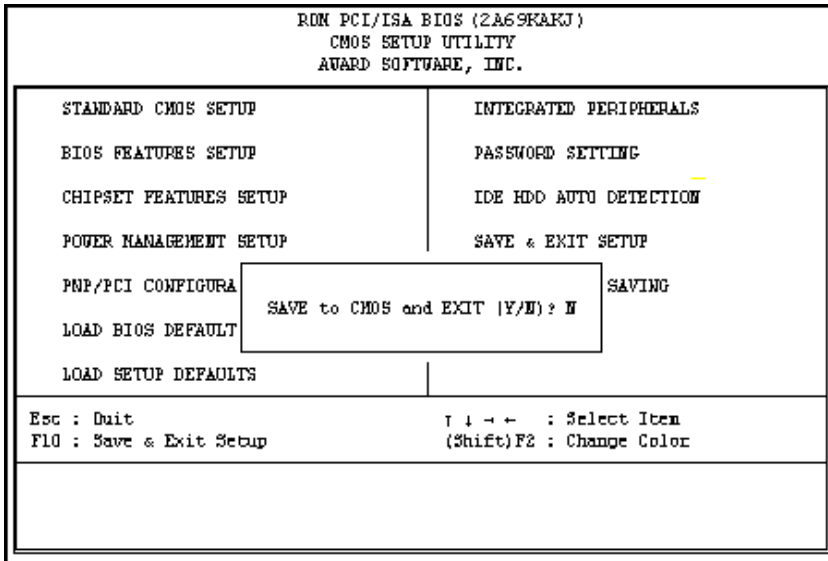 ROM PCI/ISA BIOS (2A69KAKJ)
CMOS SETUP UTILITY
AWARD SOFTWARE, INC.
STANDARD CMOS SETUP
BIOS FEATURES SETUP
CHIPSET FEATURES SETUP
POWER MANAGEMENT SETUP
PNP/PCI CONFIGURA
LOAD BIOS DEFAULT
LOAD SETUP DEFAULTS
INTEGRATED PERIPHERALS
PASSWORD SETTING
IDE HDD AUTO DETECTION
SAVE & EXIT SETUP
SAVING
SAVE to CMOS and EXIT (Y/N)? N
Esc : Quit
F10 : Save & Exit Setup
↑ ↓ → ← : Select Item
(Shift)F2 : Change Color